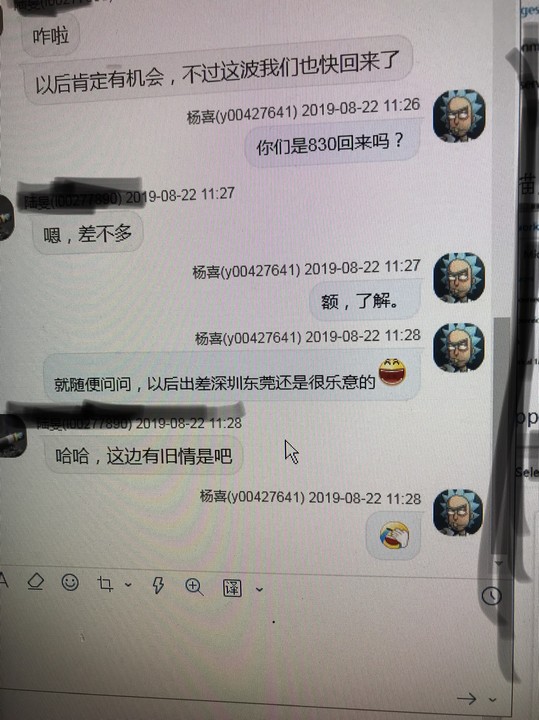 咋啦
以后肯定有机会，不过这波我们也快回来了
杨喜(y00427641) 2019-08-22 11:26
你们是830回来吗？
2019-08-22 11:27
嗯，差不多
杨喜(y00427641) 2019-08-22 11:27
额，了解。
杨喜(y00427641) 2019-08-22 11:28
就随便问问，以后出差深圳东莞还是很乐意的
2019-08-22 11:28
哈哈，这边有旧情是吧
杨喜(y00427641) 2019-08-22 11:28
译